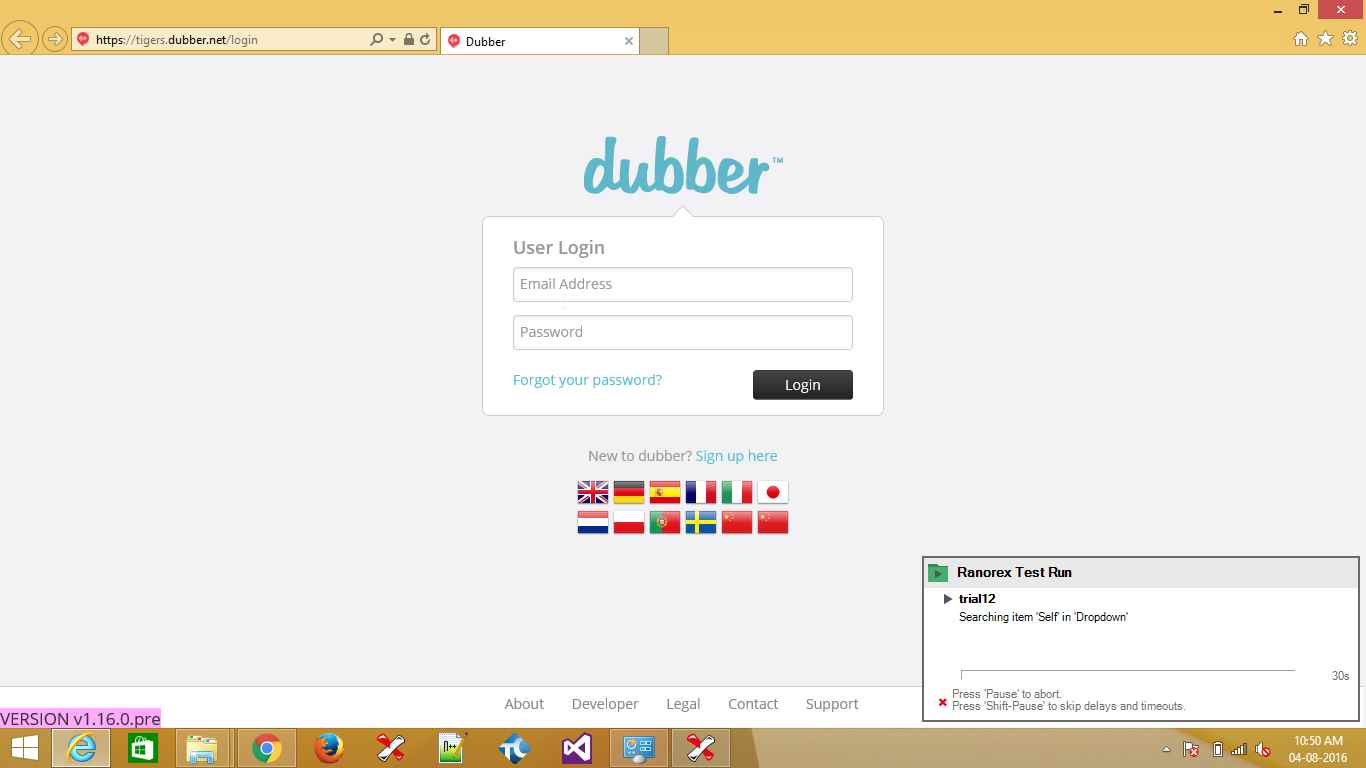 https://tigers.dubber.net/login
Dubber
dubber™
User Login
Email Address
Password
Forgot your password?
Login
New to dubber? Sign up here
Ranorex Test Run
trial12
Searching item 'Self' in 'Dropdown'
30s
Press 'Pause' to abort.
Press 'Shift-Pause' to skip delays and timeouts.
About Developer Legal Contact Support
VERSION v1.16.0.pre
10:50 AM
04-08-2016